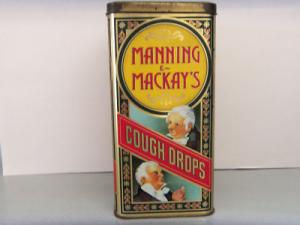 MANNING
&
MACKAY'S
COUGH DROPS